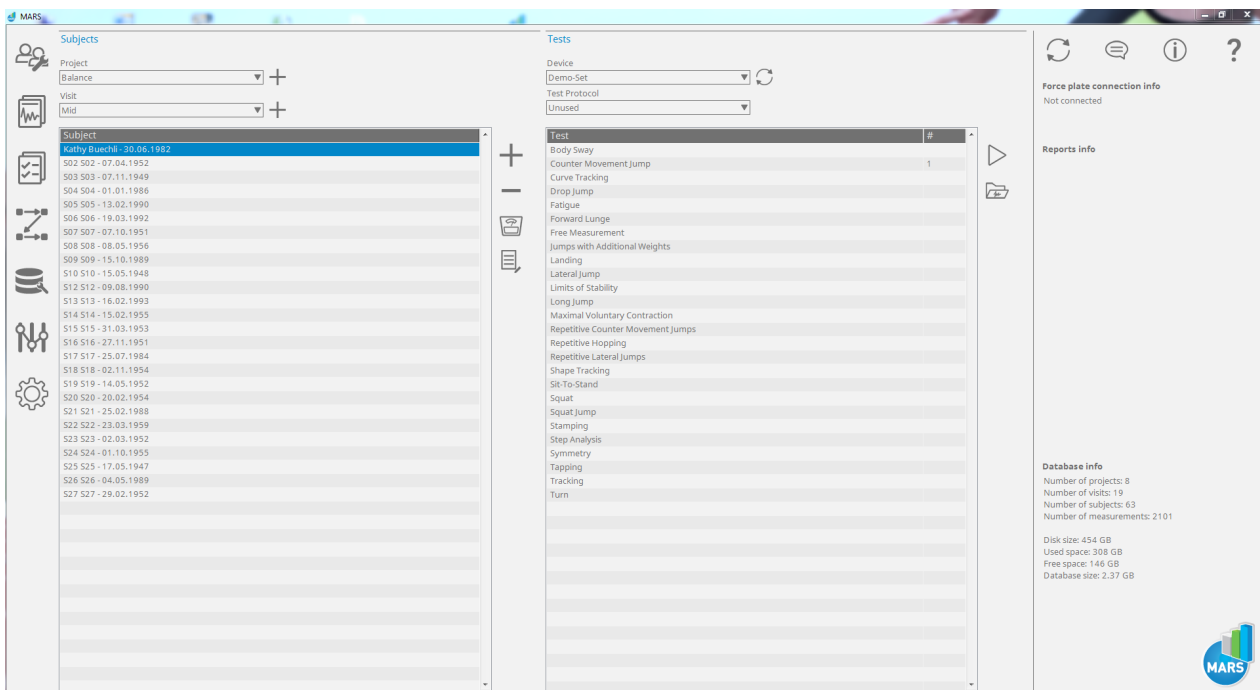 MARS
Subjects
Project
Balance
Visit
Mid
Subject
Kathy Buechli - 30.06.1982
S02 S02 - 07.04.1952
S03 S03 - 07.11.1949
S04 S04 - 01.01.1986
S05 S05 - 13.02.1990
S06 S06 - 19.03.1992
S07 S07 - 07.10.1951
S08 S08 - 08.05.1956
S09 S09 - 15.10.1989
S10 S10 - 15.05.1948
S12 S12 - 09.08.1990
S13 S13 - 16.02.1993
S14 S14 - 15.02.1955
S15 S15 - 31.03.1953
S16 S16 - 27.11.1951
S17 S17 - 25.07.1984
S18 S18 - 02.11.1954
S19 S19 - 14.05.1952
S20 S20 - 20.02.1954
S21 S21 - 25.02.1988
S22 S22 - 23.03.1959
S23 S23 - 02.03.1952
S24 S24 - 01.10.1955
S25 S25 - 17.05.1947
S26 S26 - 04.05.1989
S27 S27 - 29.02.1952
Tests
Device
Demo-Set
Test Protocol
Unused
Test #
Body Sway
Counter Movement Jump 1
Curve Tracking
Drop Jump
Fatigue
Forward Lunge
Free Measurement
Jumps with Additional Weights
Landing
Lateral Jump
Limits of Stability
Long Jump
Maximal Voluntary Contraction
Repetitive Counter Movement Jumps
Repetitive Hopping
Repetitive Lateral Jumps
Shape Tracking
Sit-To-Stand
Squat
Squat Jump
Stamping
Step Analysis
Symmetry
Tapping
Tracking
Turn
Force plate connection info
Not connected
Reports info
Database info
Number of projects: 8
Number of visits: 19
Number of subjects: 63
Number of measurements: 2101
Disk size: 454 GB
Used space: 308 GB
Free space: 146 GB
Database size: 2.37 GB
MARS